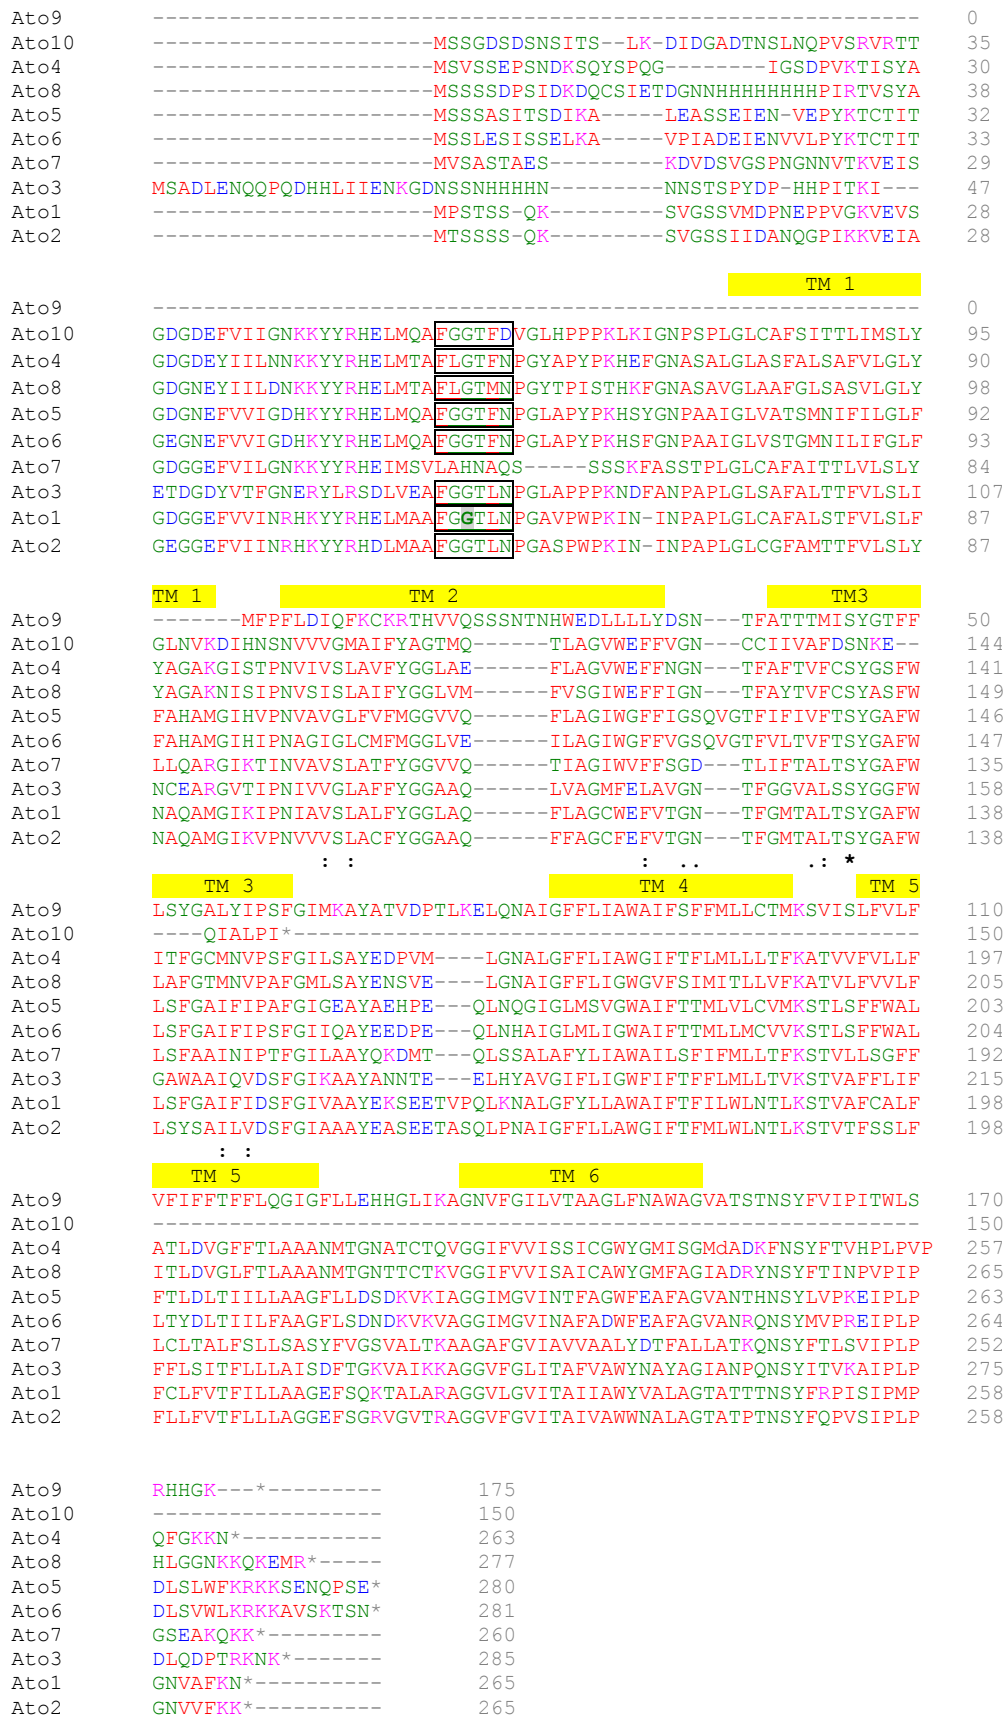 Ato9 ------------------------------------------------------------ 0
Ato10 ----------------------MSSGDSDSNSITS--LK-DIDGADTNSLNQPVSRVRTT 35
Ato4 ----------------------MSVSSEPSNDKSQYSPQG--------IGSDPVKTISYA 30
Ato8 ----------------------MSSSSDPSIDKDQCSIETDGNNHHHHHHHHPIRTVSYA 38
Ato5 ----------------------MSSSASITSDIKA-----LEASSEIEN-VEPYKTCTIT 32
Ato6 ----------------------MSSLESISSELKA-----VPIADEIENVVLPYKTCTIT 33
Ato7 ----------------------MVSASTAES---------KDVDSVGSPNGNNVTKVEIS 29
Ato3 MSADLENQQPQDHHLIIENKGDNSSNHHHHN---------NNSTSPYDP-HHPITKI--- 47
Ato1 ----------------------MPSTSS-QK---------SVGSSVMDPNEPPVGKVEVS 28
Ato2 ----------------------MTSSSS-QK---------SVGSSIIDANQGPIKKVEIA 28
TM 1
Ato9 ------------------------------------------------------------ 0
Ato10 GDGDEFVIIGNKKYYRHELMQAFGGTFDVGLHPPPKLKIGNPSPLGLCAFSITTLIMSLY 95
Ato4 GDGDEYIILNNKKYYRHELMTAFLGTFNPGYAPYPKHEFGNASALGLASFALSAFVLGLY 90
Ato8 GDGNEYIILDNKKYYRHELMTAFLGTMNPGYTPISTHKFGNASAVGLAAFGLSASVLGLY 98
Ato5 GDGNEFVVIGDHKYYRHELMQAFGGTFNPGLAPYPKHSYGNPAAIGLVATSMNIFILGLF 92
Ato6 GEGNEFVVIGDHKYYRHELMQAFGGTFNPGLAPYPKHSFGNPAAIGLVSTGMNILIFGLF 93
Ato7 GDGGEFVILGNKKYYRHEIMSVLAHNAQS-----SSSKFASSTPLGLCAFAITTLVLSLY 84
Ato3 ETDGDYVTFGNERYLRSDLVEAFGGTLNPGLAPPPKNDFANPAPLGLSAFALTTFVLSLI 107
Ato1 GDGGEFVVINRHKYYRHELMAAFGGTLNPGAVPWPKIN-INPAPLGLCAFALSTFVLSLF 87
Ato2 GEGGEFVIINRHKYYRHDLMAAFGGTLNPGASPWPKIN-INPAPLGLCGFAMTTFVLSLY 87
TM 1 TM 2 TM3
Ato9 -------MFPFLDIQFKCKRTHVVQSSSNTNHWEDLLLLYDSN---TFATTTMISYGTFF 50
Ato10 GLNVKDIHNSNVVVGMAIFYAGTMQ------TLAGVWEFFVGN---CCIIVAFDSNKE-- 144
Ato4 YAGAKGISTPNVIVSLAVFYGGLAE------FLAGVWEFFNGN---TFAFTVFCSYGSFW 141
Ato8 YAGAKNISIPNVSISLAIFYGGLVM------FVSGIWEFFIGN---TFAYTVFCSYASFW 149
Ato5 FAHAMGIHVPNVAVGLFVFMGGVVQ------FLAGIWGFFIGSQVGTFIFIVFTSYGAFW 146
Ato6 FAHAMGIHIPNAGIGLCMFMGGLVE------ILAGIWGFFVGSQVGTFVLTVFTSYGAFW 147
Ato7 LLQARGIKTINVAVSLATFYGGVVQ------TIAGIWVFFSGD---TLIFTALTSYGAFW 135
Ato3 NCEARGVTIPNIVVGLAFFYGGAAQ------LVAGMFELAVGN---TFGGVALSSYGGFW 158
Ato1 NAQAMGIKIPNIAVSLALFYGGLAQ------FLAGCWEFVTGN---TFGMTALTSYGAFW 138
Ato2 NAQAMGIKVPNVVVSLACFYGGAAQ------FFAGCFEFVTGN---TFGMTALTSYGAFW 138
: : : .. .: *
TM 3 TM 4 TM 5
Ato9 LSYGALYIPSFGIMKAYATVDPTLKELQNAIGFFLIAWAIFSFFMLLCTMKSVISLFVLF 110
Ato10 ----QIALPI*------------------------------------------------- 150
Ato4 ITFGCMNVPSFGILSAYEDPVM----LGNALGFFLIAWGIFTFLMLLLTFKATVVFVLLF 197
Ato8 LAFGTMNVPAFGMLSAYENSVE----LGNAIGFFLIGWGVFSIMITLLVFKATVLFVVLF 205
Ato5 LSFGAIFIPAFGIGEAYAEHPE---QLNQGIGLMSVGWAIFTTMLVLCVMKSTLSFFWAL 203
Ato6 LSFGAIFIPSFGIIQAYEEDPE---QLNHAIGLMLIGWAIFTTMLLMCVVKSTLSFFWAL 204
Ato7 LSFAAINIPTFGILAAYQKDMT---QLSSALAFYLIAWAILSFIFMLLTFKSTVLLSGFF 192
Ato3 GAWAAIQVDSFGIKAAYANNTE---ELHYAVGIFLIGWFIFTFFLMLLTVKSTVAFFLIF 215
Ato1 LSFGAIFIDSFGIVAAYEKSEETVPQLKNALGFYLLAWAIFTFILWLNTLKSTVAFCALF 198
Ato2 LSYSAILVDSFGIAAAYEASEETASQLPNAIGFFLLAWGIFTFMLWLNTLKSTVTFSSLF 198
: :
TM 5 TM 6
Ato9 VFIFFTFFLQGIGFLLEHHGLIKAGNVFGILVTAAGLFNAWAGVATSTNSYFVIPITWLS 170
Ato10 ------------------------------------------------------------ 150
Ato4 ATLDVGFFTLAAANMTGNATCTQVGGIFVVISSICGWYGMISGMdADKFNSYFTVHPLPVP 257
Ato8 ITLDVGLFTLAAANMTGNTTCTKVGGIFVVISAICAWYGMFAGIADRYNSYFTINPVPIP 265
Ato5 FTLDLTIILLAAGFLLDSDKVKIAGGIMGVINTFAGWFEAFAGVANTHNSYLVPKEIPLP 263
Ato6 LTYDLTIILFAAGFLSDNDKVKVAGGIMGVINAFADWFEAFAGVANRQNSYMVPREIPLP 264
Ato7 LCLTALFSLLSASYFVGSVALTKAAGAFGVIAVVAALYDTFALLATKQNSYFTLSVIPLP 252
Ato3 FFLSITFLLLAISDFTGKVAIKKAGGVFGLITAFVAWYNAYAGIANPQNSYITVKAIPLP 275
Ato1 FCLFVTFILLAAGEFSQKTALARAGGVLGVITAIIAWYVALAGTATTTNSYFRPISIPMP 258
Ato2 FLLFVTFLLLAGGEFSGRVGVTRAGGVFGVITAIVAWWNALAGTATPTNSYFQPVSIPLP 258
Ato9 RHHGK---*--------- 175
Ato10 ------------------ 150
Ato4 QFGKKN*----------- 263
Ato8 HLGGNKKQKEMR*----- 277
Ato5 DLSLWFKRKKSENQPSE* 280
Ato6 DLSVWLKRKKAVSKTSN* 281
Ato7 GSEAKQKK*--------- 260
Ato3 DLQDPTRKNK*------- 285
Ato1 GNVAFKN*---------- 265
Ato2 GNVVFKK*---------- 265